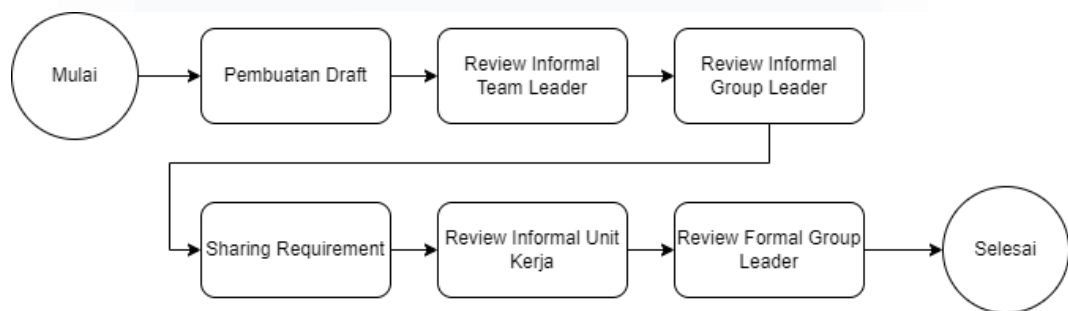 Mulai
Pembuatan Draft
Review Informal
Team Leader
Review Informal
Group Leader
Sharing Requirement
Review Informal Unit
Kerja
Review Formal Group
Leader
Selesai